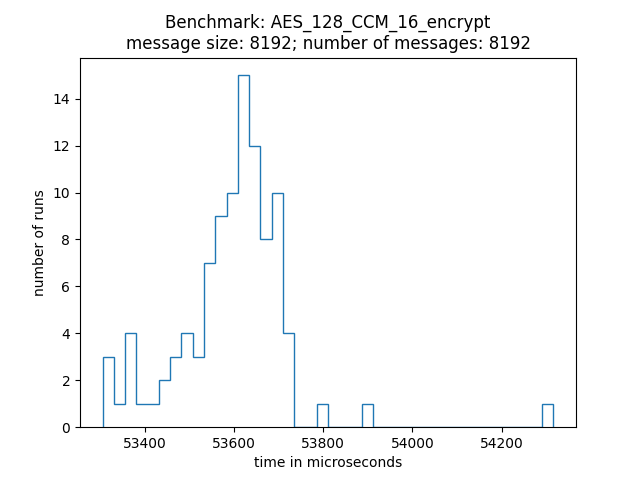 Benchmark: AES_128_CCM_16_encrypt
message size: 8192; number of messages: 8192
14
12
10
8
6
4
2
0
number of runs
53400 53600 53800 54000 54200
time in microseconds